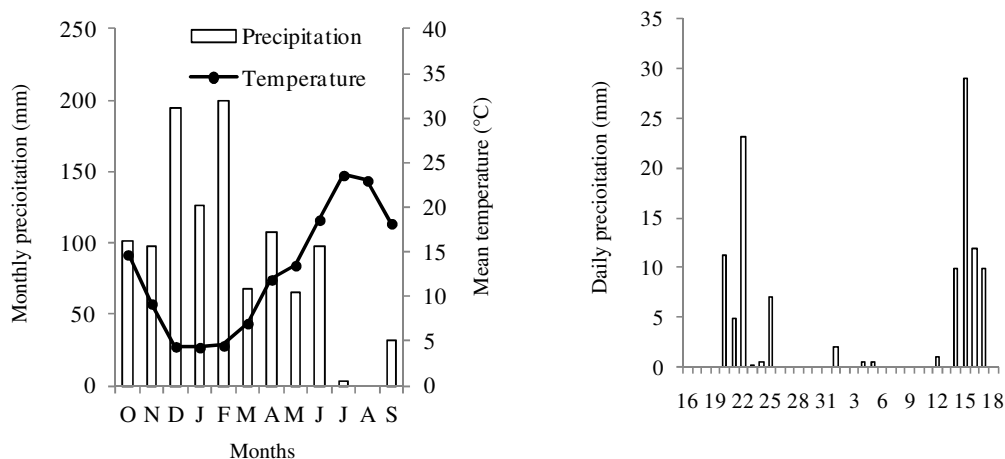 Monthly precioitation (mm)
250
200
150
100
50
0
Precipitation
Temperature
40
35
30
25
20
15
10
5
0
Mean temperature (°C)
O N D J F M A M J J A S
Months
Daily precioitation (mm)
35
30
25
20
15
10
5
0
16 19 22 25 28 31 3 6 9 12 15 18